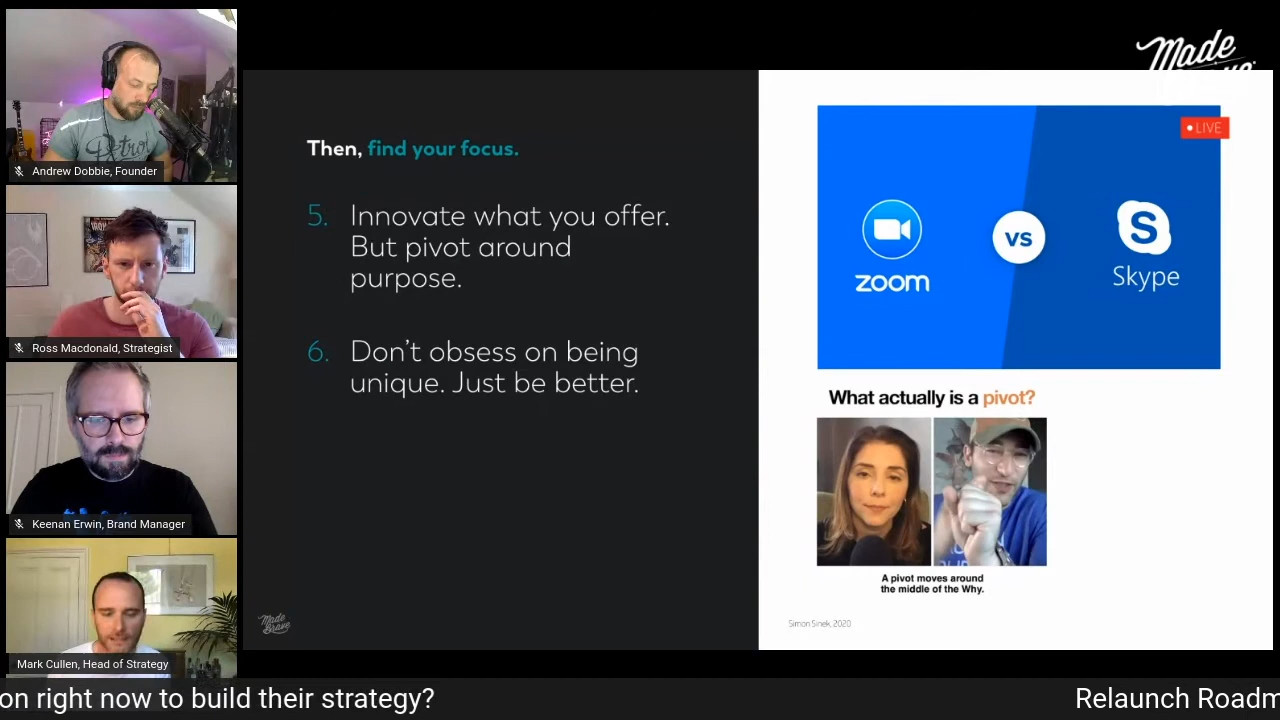 Andrew Dobbie, Founder
Ross Macdonald, Strategist
Keenan Erwin, Brand Manager
Mark Cullen, Head of Strategy
Made
Brave
Then, find your focus.
5. Innovate what you offer.
But pivot around
purpose.
6. Don't obsess on being
unique. Just be better.
Made
Brave
LIVE
zoom
vs
S
Skype
What actually is a pivot?
A pivot moves around
the middle of the Why.
Simon Sinek, 2020
on right now to build their strategy?
Relaunch Roadm